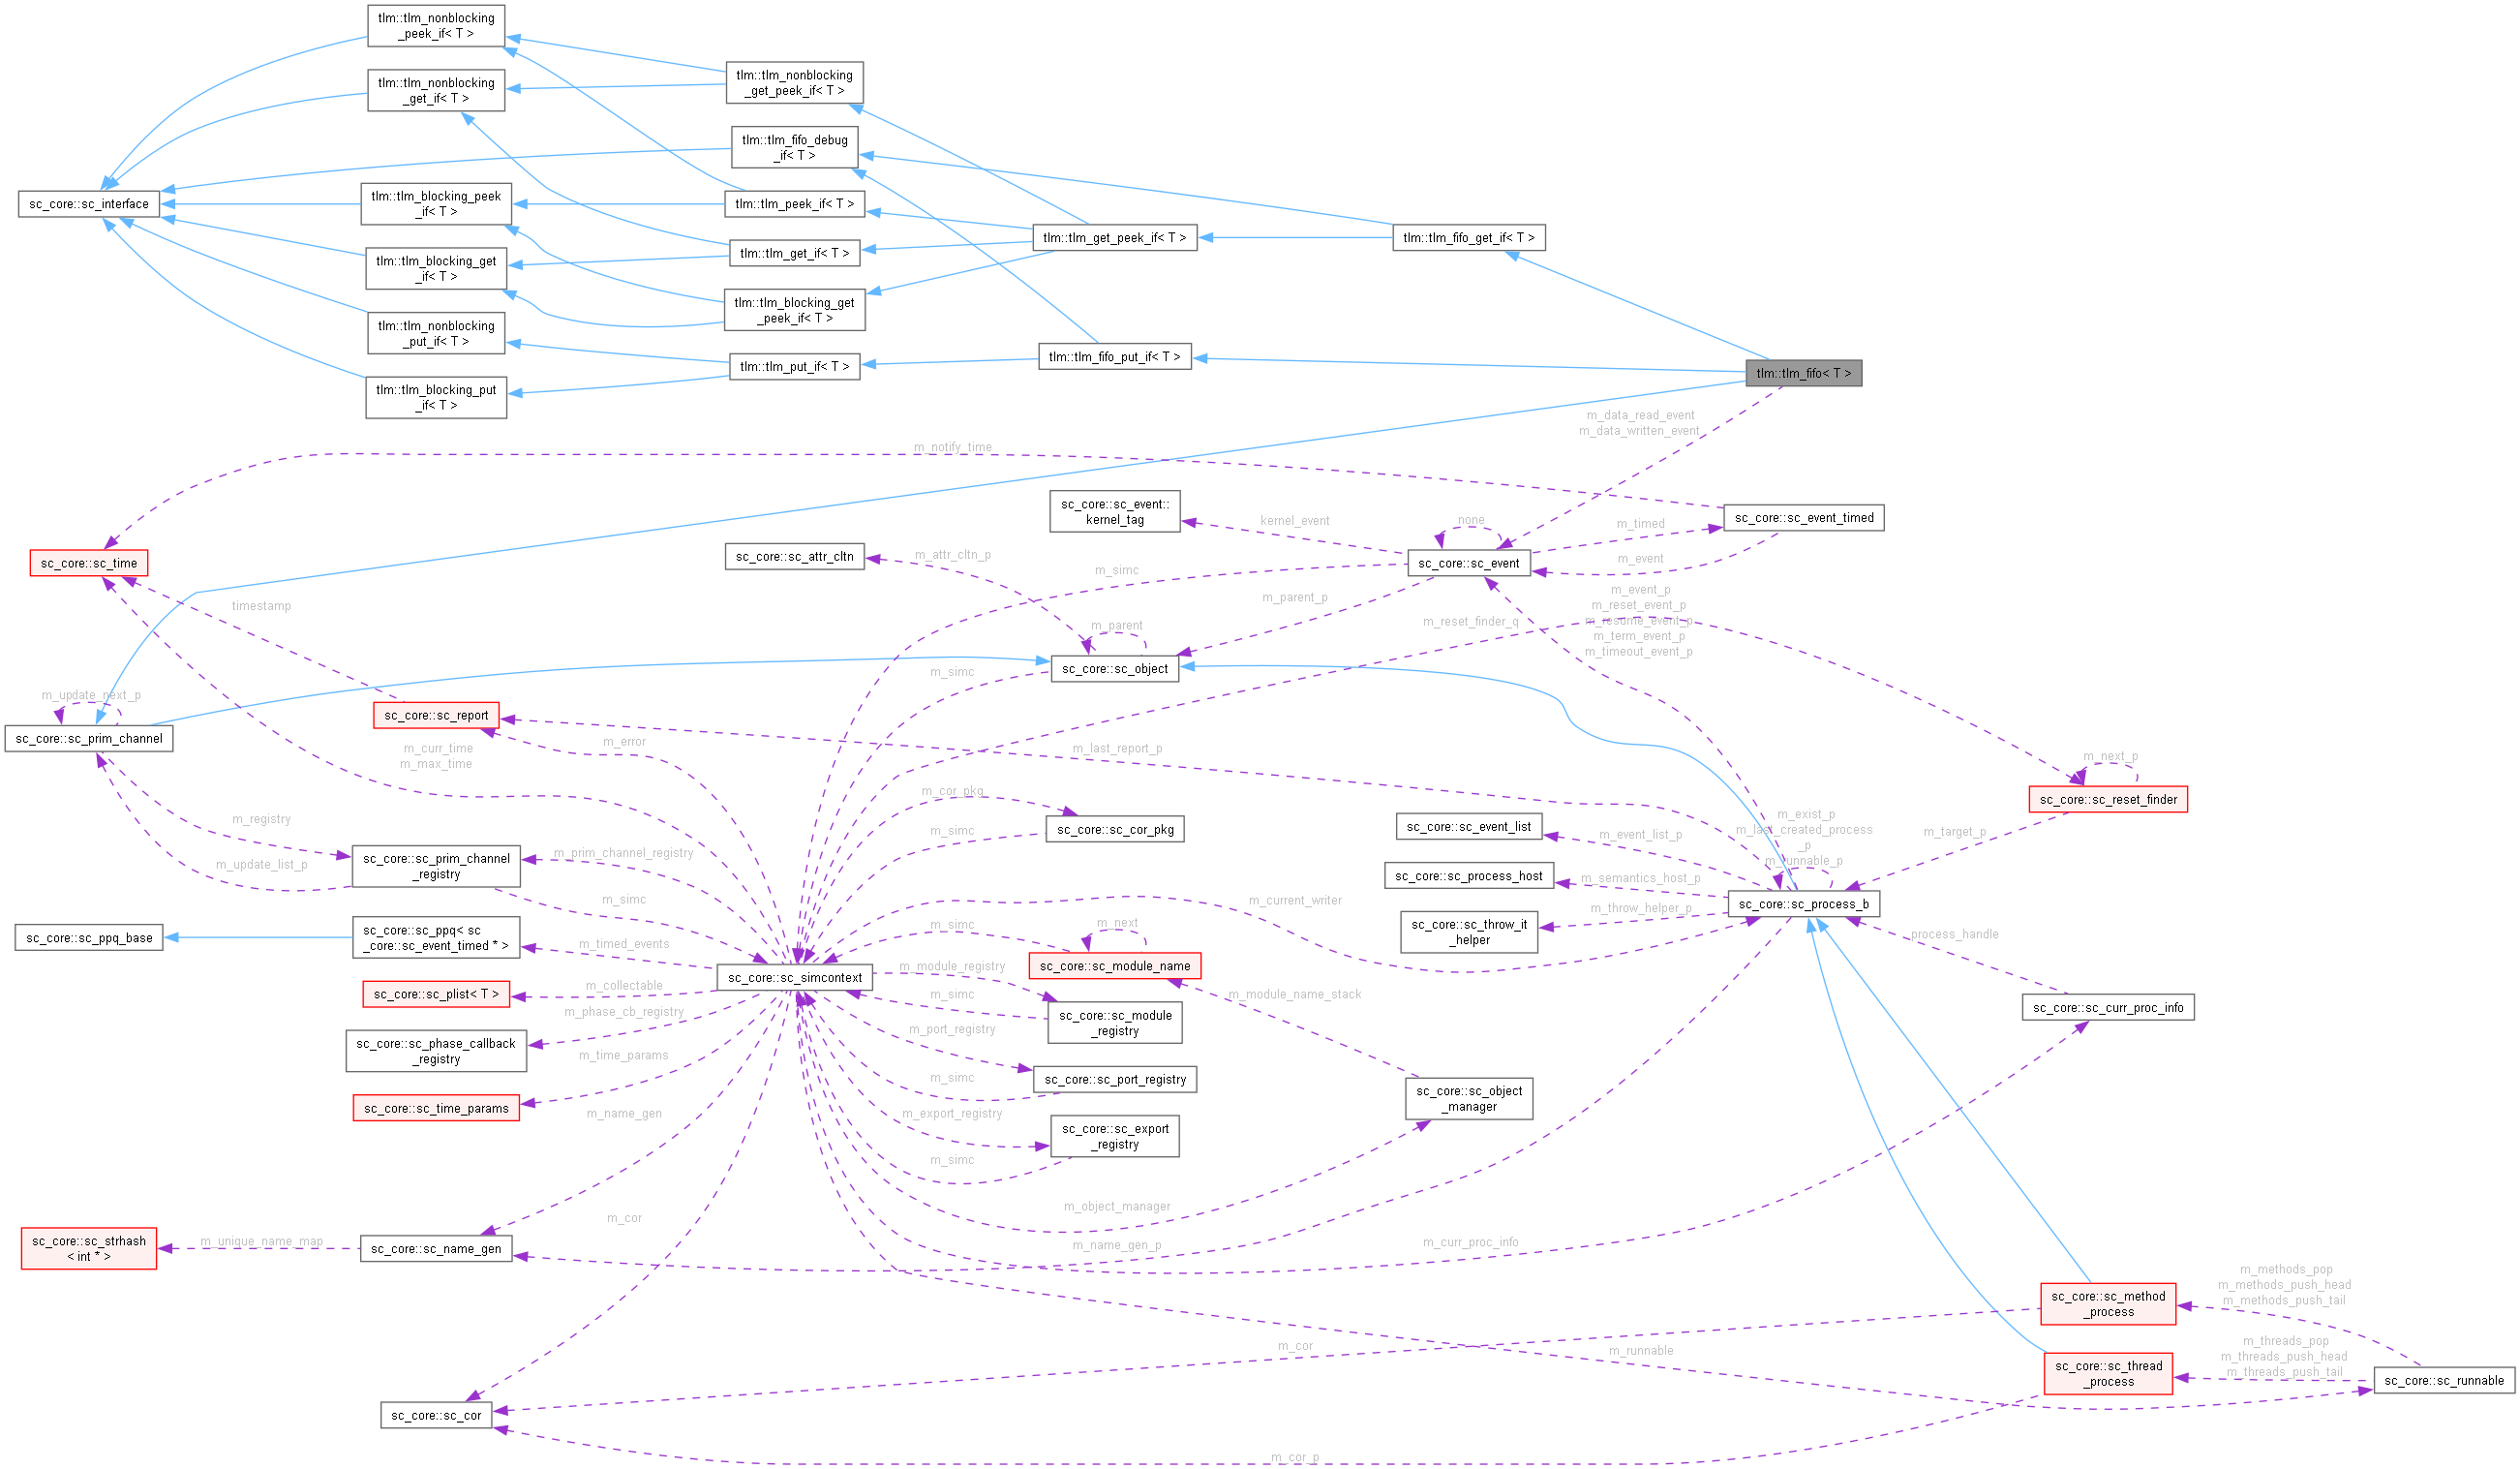 tlm::tlm_nonblocking
_peek_if< T >
tlm::tlm_nonblocking
_get_if< T >
tlm::tlm_nonblocking
_get_peek_if< T >
tlm::tlm_fifo_debug
_if< T >
sc_core::sc_interface
tlm::tlm_blocking_peek
_if< T >
tlm::tlm_peek_if< T >
tlm::tlm_get_peek_if< T >
tlm::tlm_fifo_get_if< T >
tlm::tlm_get_if< T >
tlm::tlm_blocking_get
_if< T >
tlm::tlm_blocking_get
_peek_if< T >
tlm::tlm_nonblocking
_put_if< T >
tlm::tlm_fifo_put_if< T >
tlm::tlm_put_if< T >
tlm::tlm_fifo< T >
tlm::tlm_blocking_put
_if< T >
m_data_read_event
m_data_written_event
m_notify_time
sc_core::sc_event::
kernel_tag
kernel_event
none
m_timed
sc_core::sc_event_timed
sc_core::sc_time
sc_core::sc_attr_cltn
m_attr_cltn_p
m_simc
sc_core::sc_event
m_event
timestamp
m_parent_p
m_parent
m_reset_finder_q
m_event_p
m_reset_event_p
m_resume_event_p
m_term_event_p
m_timeout_event_p
sc_core::sc_object
m_simc
m_update_next_p
sc_core::sc_report
sc_core::sc_prim_channel
m_curr_time
m_max_time
m_error
m_last_report_p
m_next_p
sc_core::sc_reset_finder
m_cor_pkg
sc_core::sc_cor_pkg
m_simc
m_registry
m_update_list_p
sc_core::sc_prim_channel
_registry
m_prim_channel_registry
sc_core::sc_event_list
m_event_list_p
m_exist_p
m_last_created_process
_p
m_runnable_p
m_target_p
sc_core::sc_process_host
m_semantics_host_p
m_simc
m_current_writer
sc_core::sc_process_b
sc_core::sc_throw_it
_helper
m_throw_helper_p
process_handle
sc_core::sc_ppq_base
sc_core::sc_ppq< sc
_core::sc_event_timed * >
m_timed_events
m_simc
m_next
sc_core::sc_simcontext
m_module_registry
sc_core::sc_module_name
sc_core::sc_plist< T >
m_collectable
m_simc
m_module_name_stack
m_phase_cb_registry
sc_core::sc_module
_registry
sc_core::sc_curr_proc_info
sc_core::sc_phase_callback
_registry
m_port_registry
m_time_params
sc_core::sc_port_registry
m_simc
sc_core::sc_time_params
m_name_gen
m_export_registry
sc_core::sc_object
_manager
sc_core::sc_export
_registry
m_simc
m_object_manager
m_cor
sc_core::sc_strhash
< int * >
m_unique_name_map
sc_core::sc_name_gen
m_name_gen_p
m_curr_proc_info
m_methods_pop
m_methods_push_head
m_methods_push_tail
sc_core::sc_method
_process
m_cor
m_runnable
m_threads_pop
m_threads_push_head
m_threads_push_tail
sc_core::sc_thread
_process
sc_core::sc_runnable
sc_core::sc_cor
m_cor_p